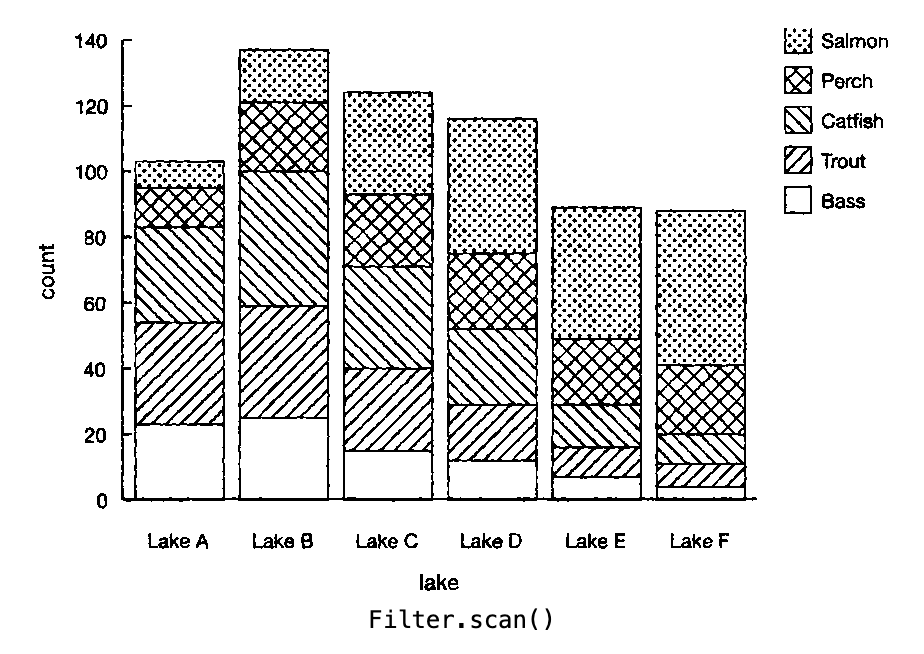 140
120
100
80
60
40
20
0
count
Lake A
Lake B
Lake C
Lake D
Lake E
Lake F
lake
Salmon
Perch
Catfish
Trout
Bass
Filter.scan()